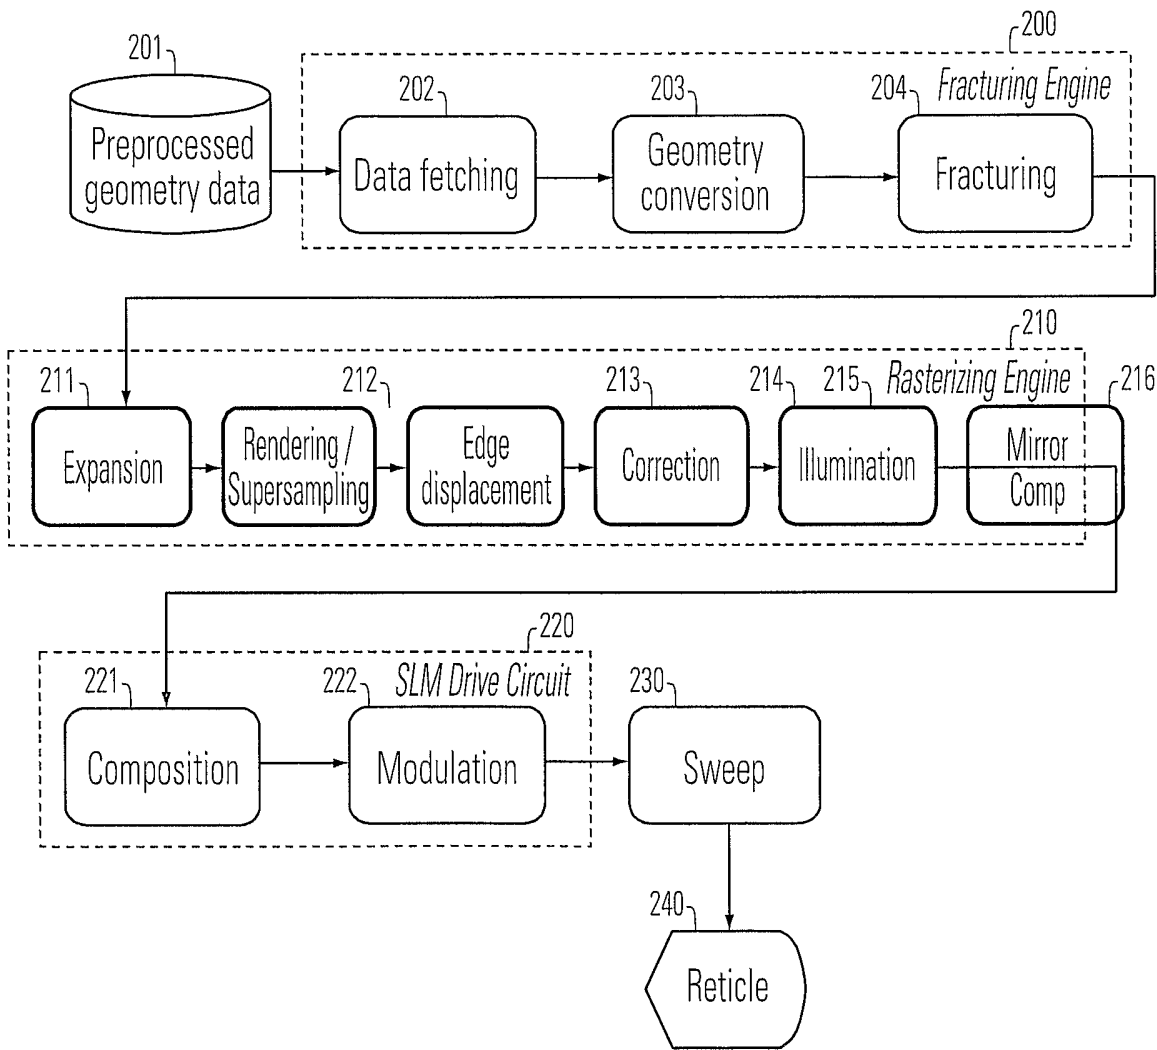 200
201
Fracturing Engine
202
203
204
Preprocessed
geometry data
Data fetching
Geometry
conversion
Fracturing
210
Rasterizing Engine
211
212
213
214
215
216
Expansion
Rendering /
Supersampling
Edge
displacement
Correction
Illumination
Mirror
Comp
220
SLM Drive Circuit
221
222
230
Composition
Modulation
Sweep
240
Reticle